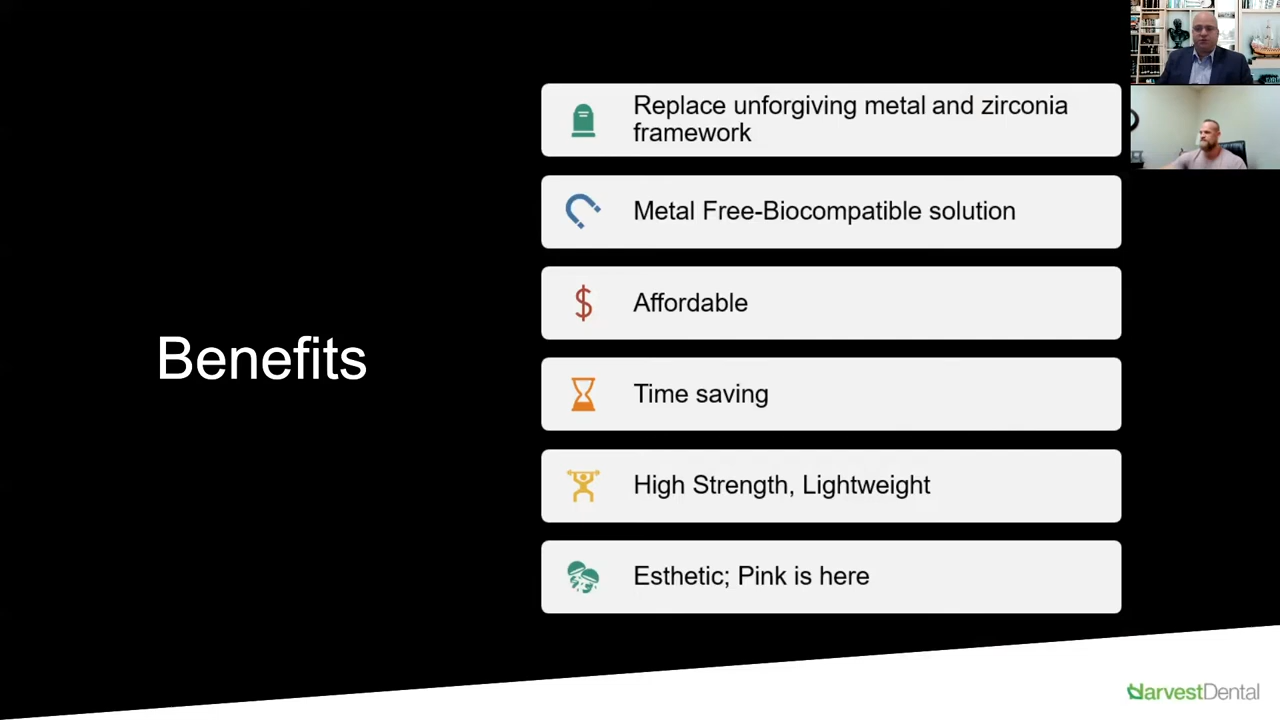 Benefits
Replace unforgiving metal and zirconia
framework
Metal Free-Biocompatible solution
Affordable
$
Time saving
High Strength, Lightweight
Esthetic; Pink is here
HarvestDental